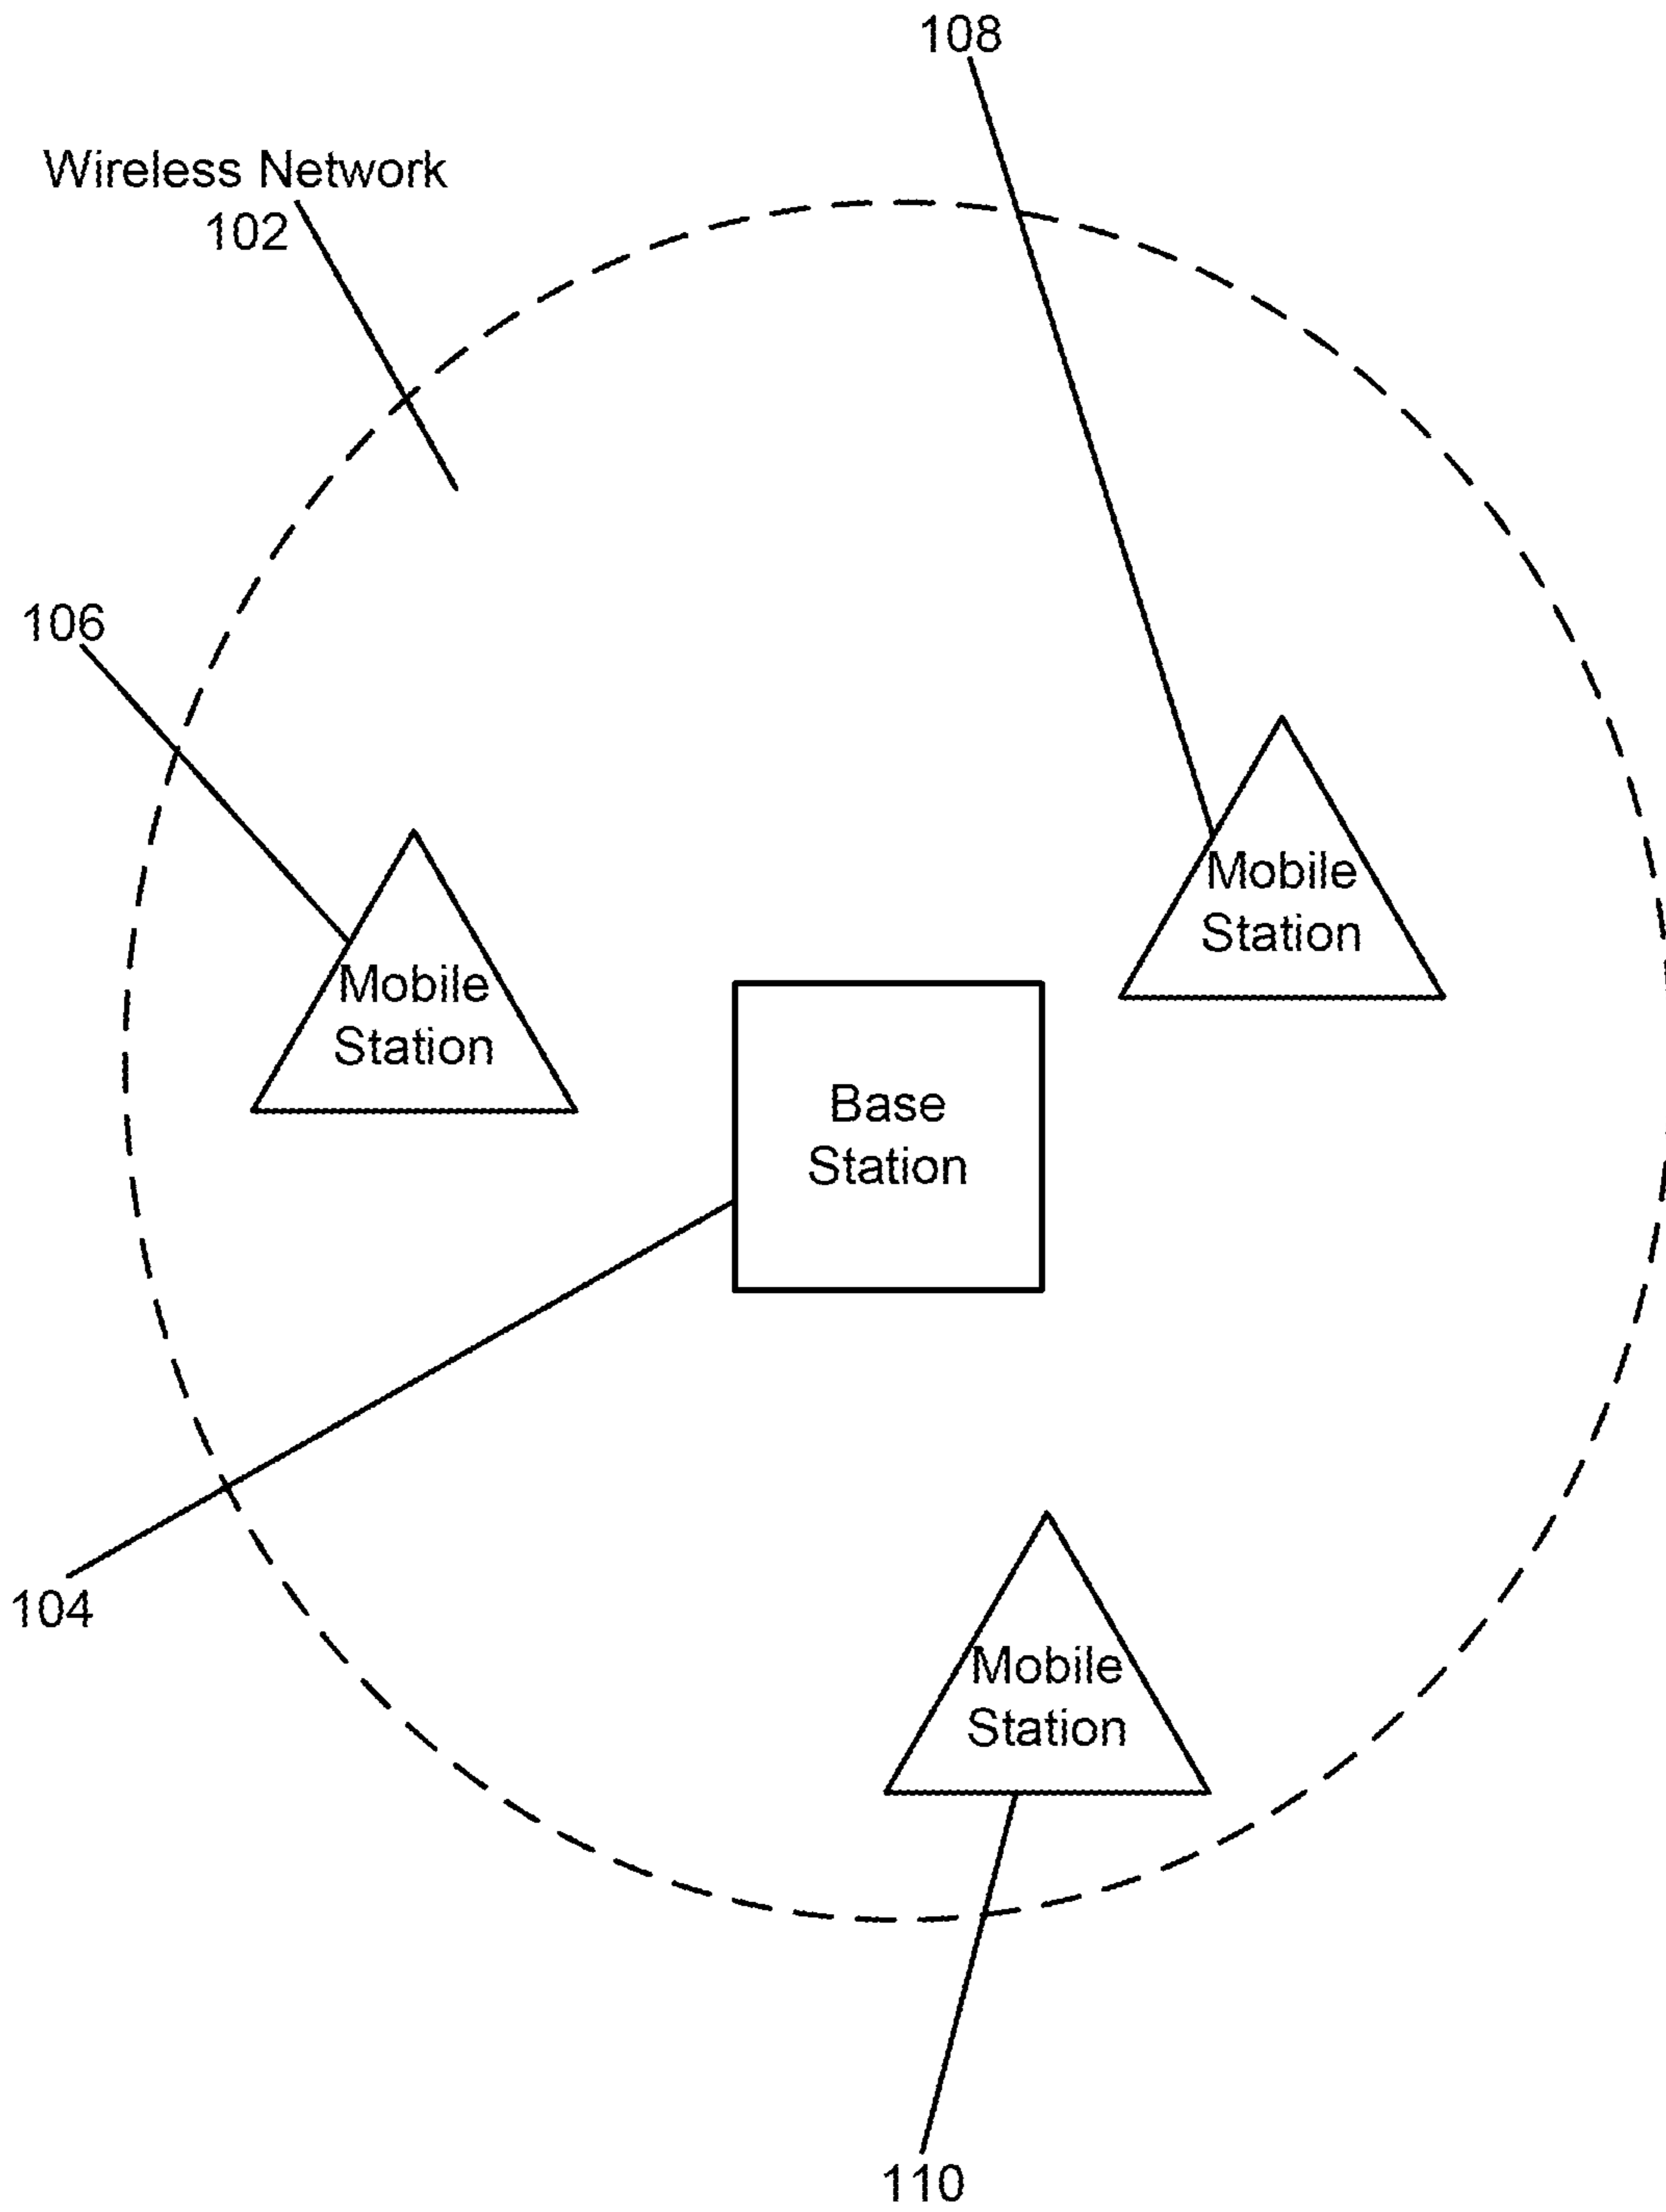 108
Wireless Network
102
106
Mobile
Station
Mobile
Station
Base
Station
104
Mobile
Station
110